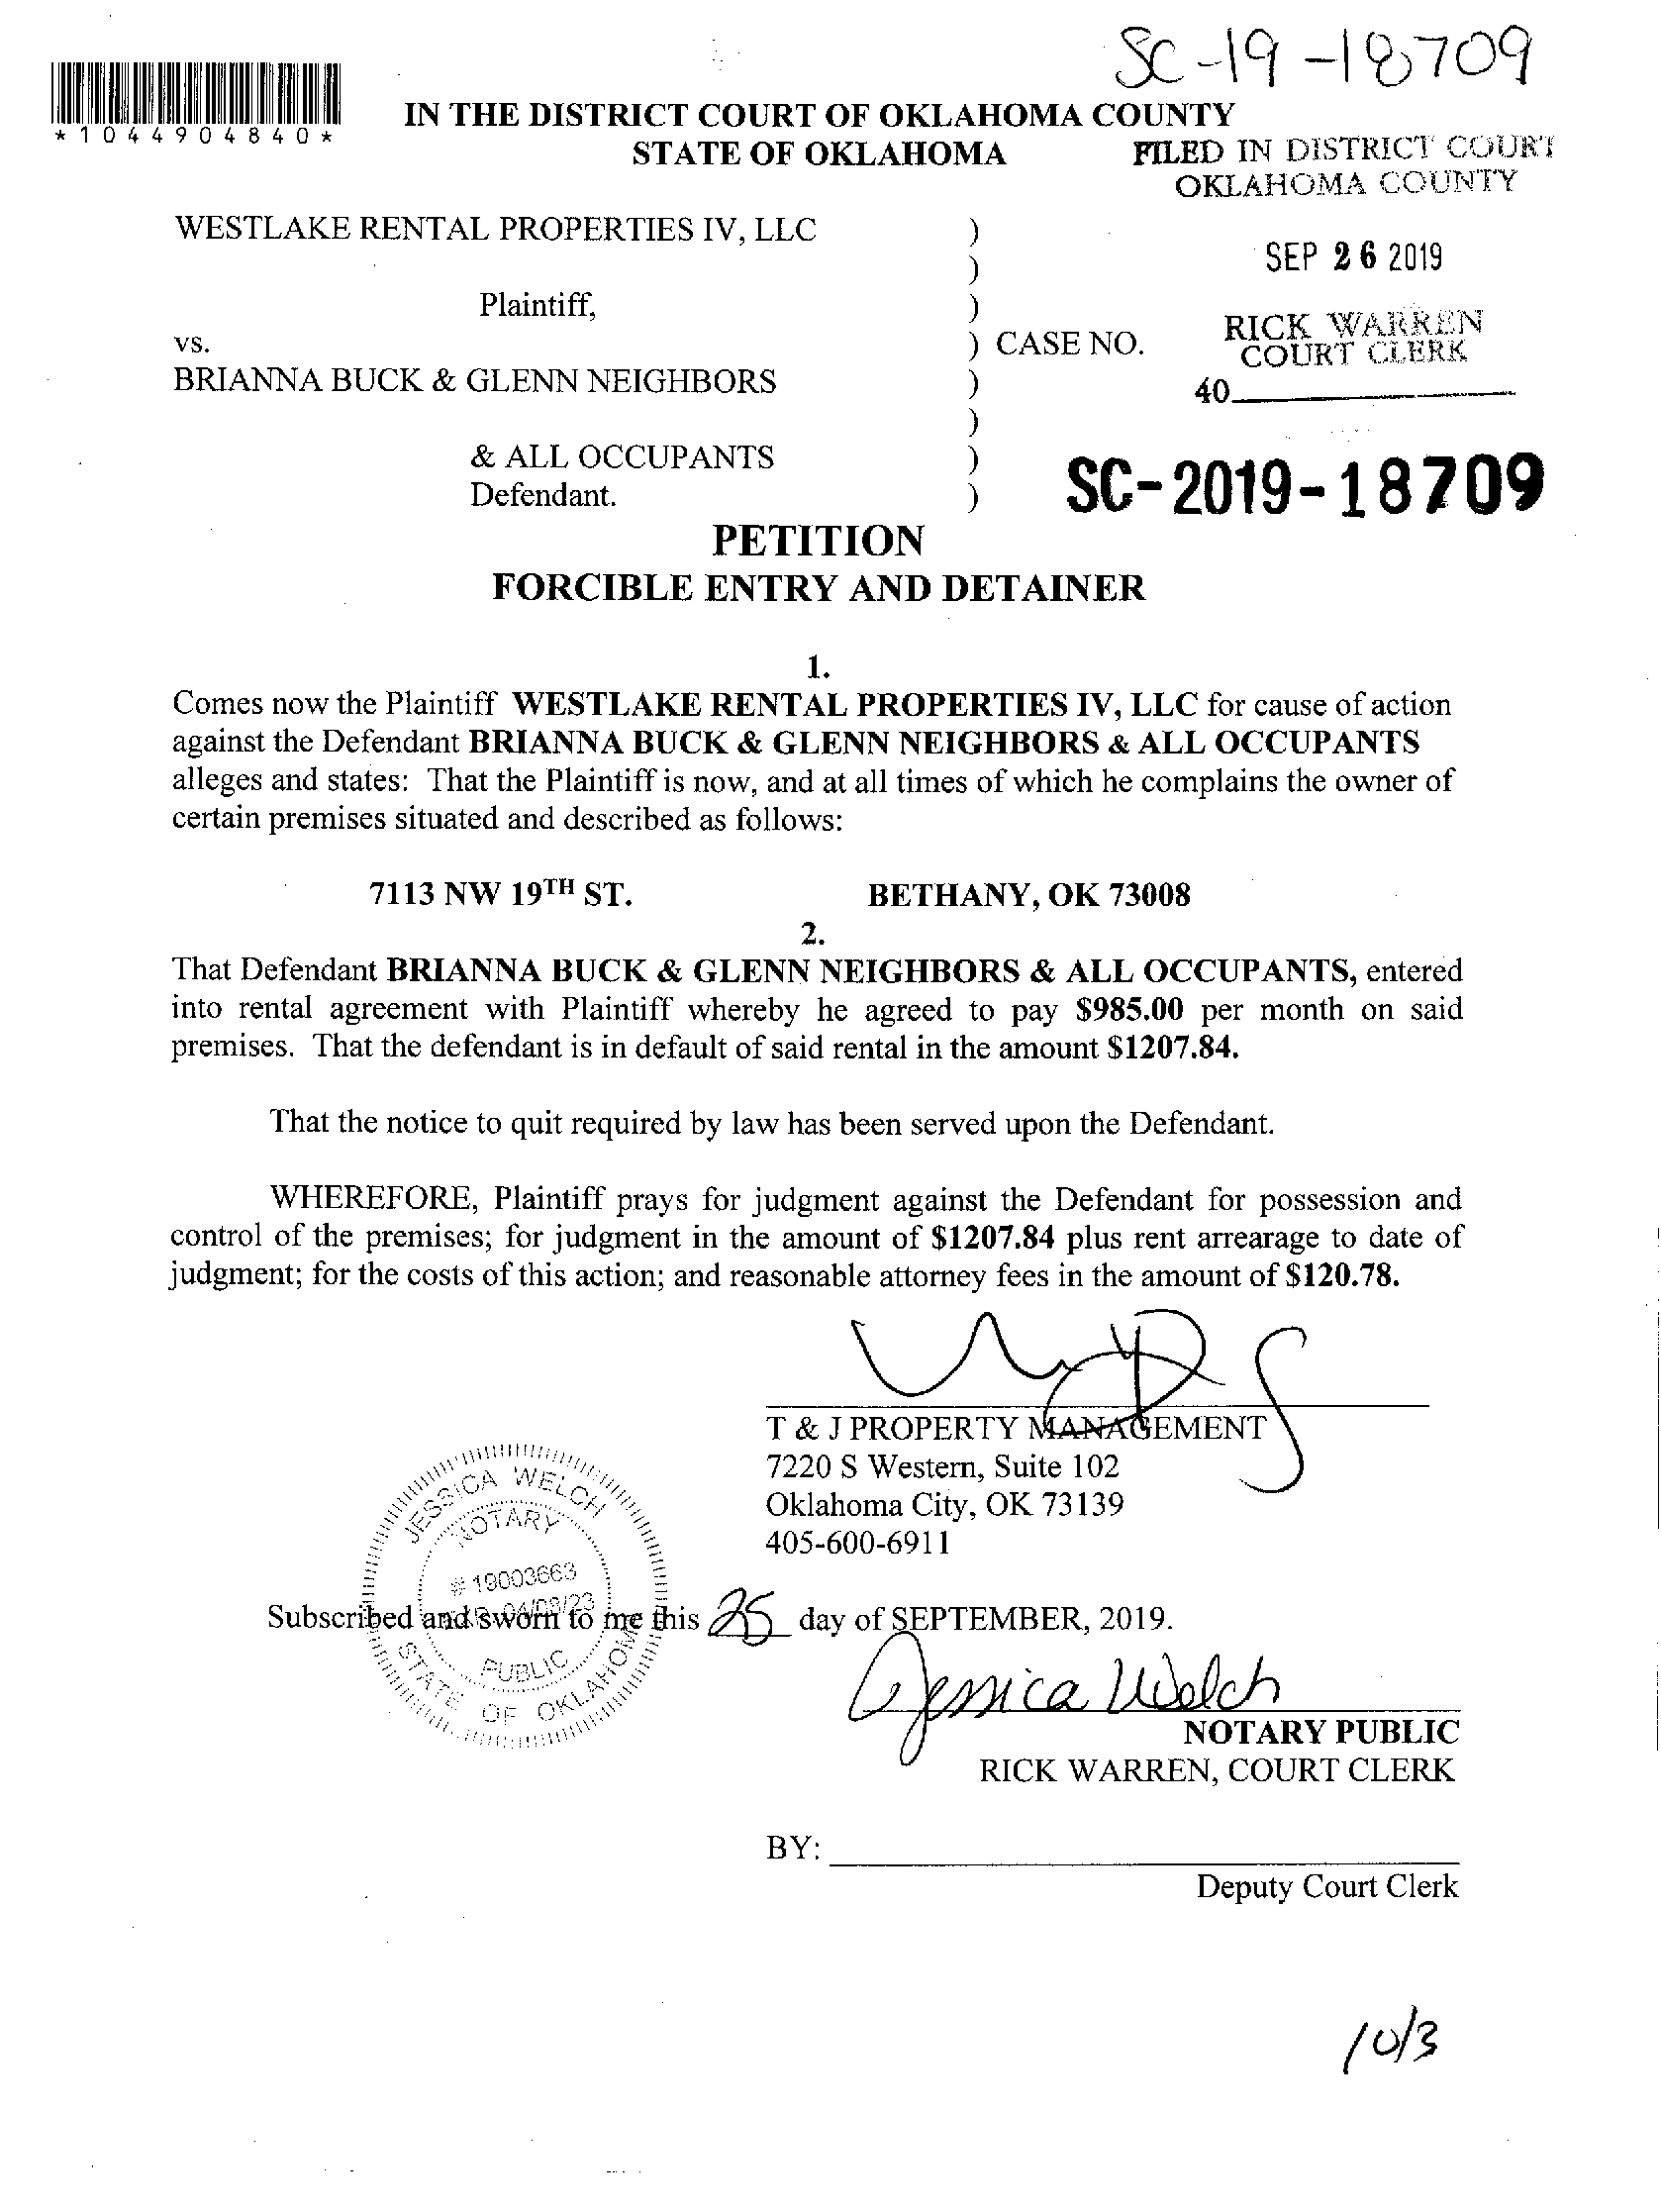 SC-19-18709
*1044904840*
IN THE DISTRICT COURT OF OKLAHOMA COUNTY
STATE OF OKLAHOMA
FILED IN DISTRICT COURT
OKLAHOMA COUNTY
WESTLAKE RENTAL PROPERTIES IV, LLC )
)
SEP 26 2019
Plaintiff, )
vs. ) CASE NO.
RICK WARREN
COURT CLERK
BRIANNA BUCK & GLENN NEIGHBORS )
40
)
& ALL OCCUPANTS )
Defendant. )
SC-2019-18709
PETITION
FORCIBLE ENTRY AND DETAINER
1.
Comes now the Plaintiff WESTLAKE RENTAL PROPERTIES IV, LLC for cause of action
against the Defendant BRIANNA BUCK & GLENN NEIGHBORS & ALL OCCUPANTS
alleges and states: That the Plaintiff is now, and at all times of which he complains the owner of
certain premises situated and described as follows:
7113 NW 19TH ST. BETHANY, OK 73008
2.
That Defendant BRIANNA BUCK & GLENN NEIGHBORS & ALL OCCUPANTS, entered
into rental agreement with Plaintiff whereby he agreed to pay $985.00 per month on said
premises. That the defendant is in default of said rental in the amount $1207.84.
That the notice to quit required by law has been served upon the Defendant.
WHEREFORE, Plaintiff prays for judgment against the Defendant for possession and
control of the premises; for judgment in the amount of $1207.84 plus rent arrearage to date of
judgment; for the costs of this action; and reasonable attorney fees in the amount of $120.78.
T & J PROPERTY MANAGEMENT
7220 S Western, Suite 102
Oklahoma City, OK 73139
405-600-6911
JESSICA WELCH
NOTARY
# 19003663
EXP. 04/09/23
PUBLIC
STATE OF OKLAHOMA
Subscribed and sworn to me this 25 day of SEPTEMBER, 2019.
Jessica Welch
NOTARY PUBLIC
RICK WARREN, COURT CLERK
BY:
Deputy Court Clerk
10/3